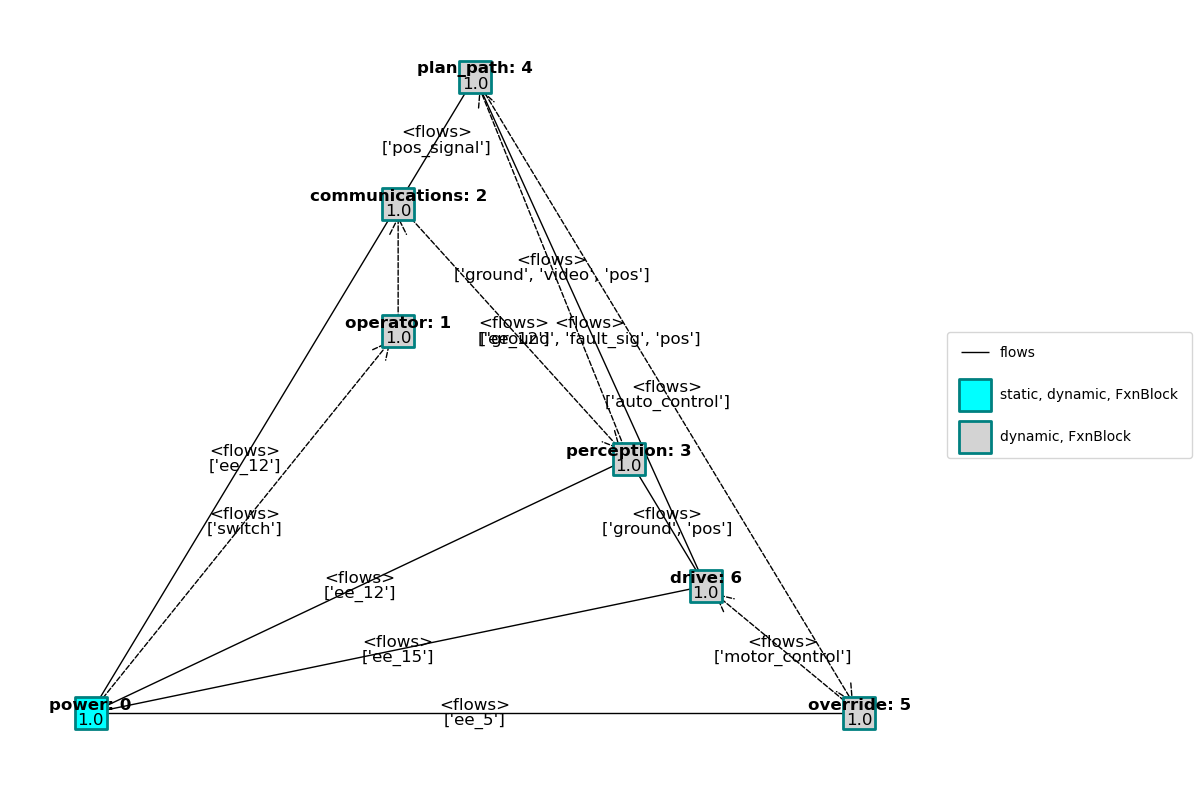 plan_path: 4
1.0
<flows>
['pos_signal']
communications: 2
1.0
<flows>
['ground', 'video', 'pos']
operator: 1
1.0
<flows>
['ee_12']
<flows>
['ground', 'fault_sig', 'pos']
flows
static, dynamic, FxnBlock
dynamic, FxnBlock
<flows>
['auto_control']
<flows>
['ee_12']
perception: 3
1.0
<flows>
['switch']
<flows>
['ground', 'pos']
<flows>
['ee_12']
drive: 6
1.0
<flows>
['ee_15']
<flows>
['motor_control']
power: 0
1.0
<flows>
['ee_5']
override: 5
1.0